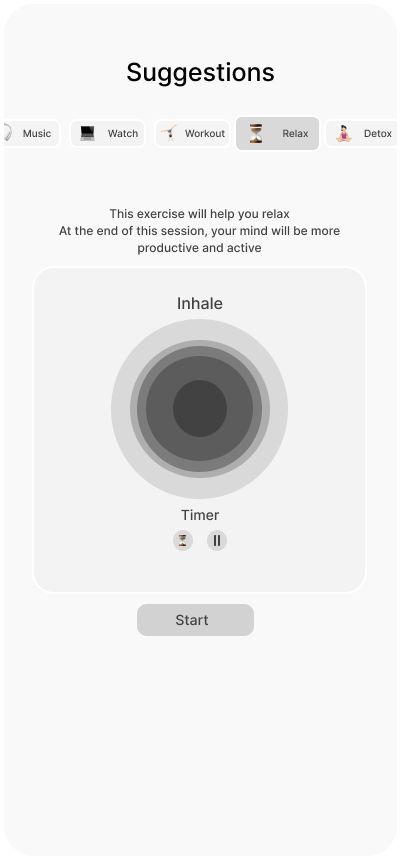 Suggestions
Music Watch Workout Relax Detox
This exercise will help you relax
At the end of this session, your mind will be more
productive and active
Inhale
Timer
Start